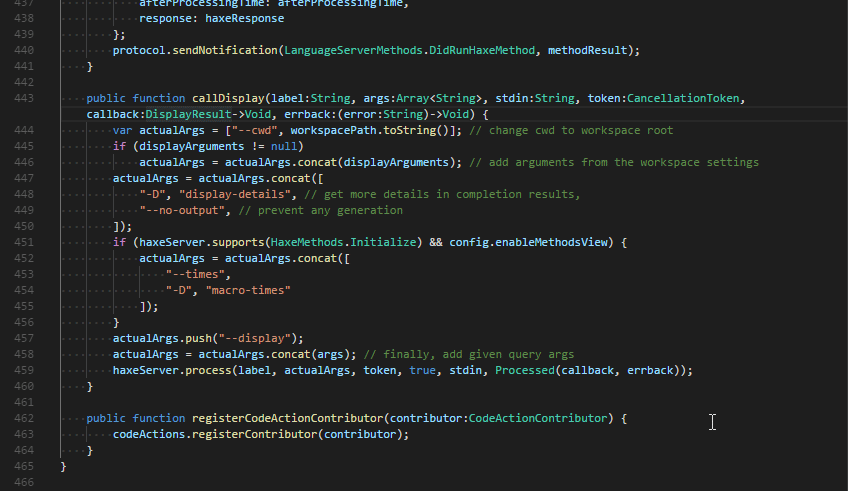 437 afterProcessingTime: afterProcessingTime,
438 response: haxeResponse
439 };
440 protocol.sendNotification(LanguageServerMethods.DidRunHaxeMethod, methodResult);
441 }
442
443 public function callDisplay(label:String, args:Array<String>, stdin:String, token:CancellationToken,
callback:DisplayResult->Void, errback:(error:String)->Void) {
444 var actualArgs = ["--cwd", workspacePath.toString()]; // change cwd to workspace root
445 if (displayArguments != null)
446 actualArgs = actualArgs.concat(displayArguments); // add arguments from the workspace settings
447 actualArgs = actualArgs.concat([
448 "-D", "display-details", // get more details in completion results,
449 "--no-output", // prevent any generation
450 ]);
451 if (haxeServer.supports(HaxeMethods.Initialize) && config.enableMethodsView) {
452 actualArgs = actualArgs.concat([
453 "--times",
454 "-D", "macro-times"
455 ]);
456 }
457 actualArgs.push("--display");
458 actualArgs = actualArgs.concat(args); // finally, add given query args
459 haxeServer.process(label, actualArgs, token, true, stdin, Processed(callback, errback));
460 }
461
462 public function registerCodeActionContributor(contributor:CodeActionContributor) {
463 codeActions.registerContributor(contributor);
464 }
465 }
466